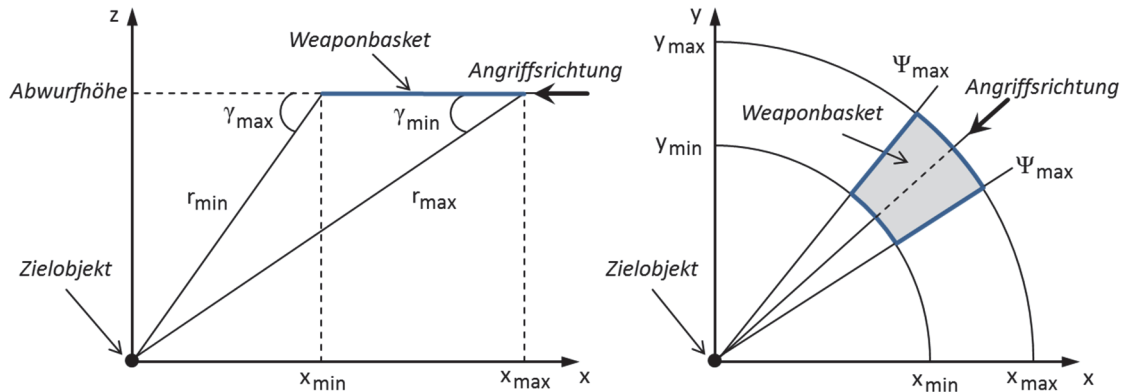 z
Weaponbasket
Angriffsrichtung
Abwurfhöhe
γmax
γmin
rmin
rmax
Zielobjekt
xmin
xmax
x
y
ymax
Ψmax
Angriffsrichtung
Weaponbasket
ymin
Ψmax
Zielobjekt
xmin
xmax
x